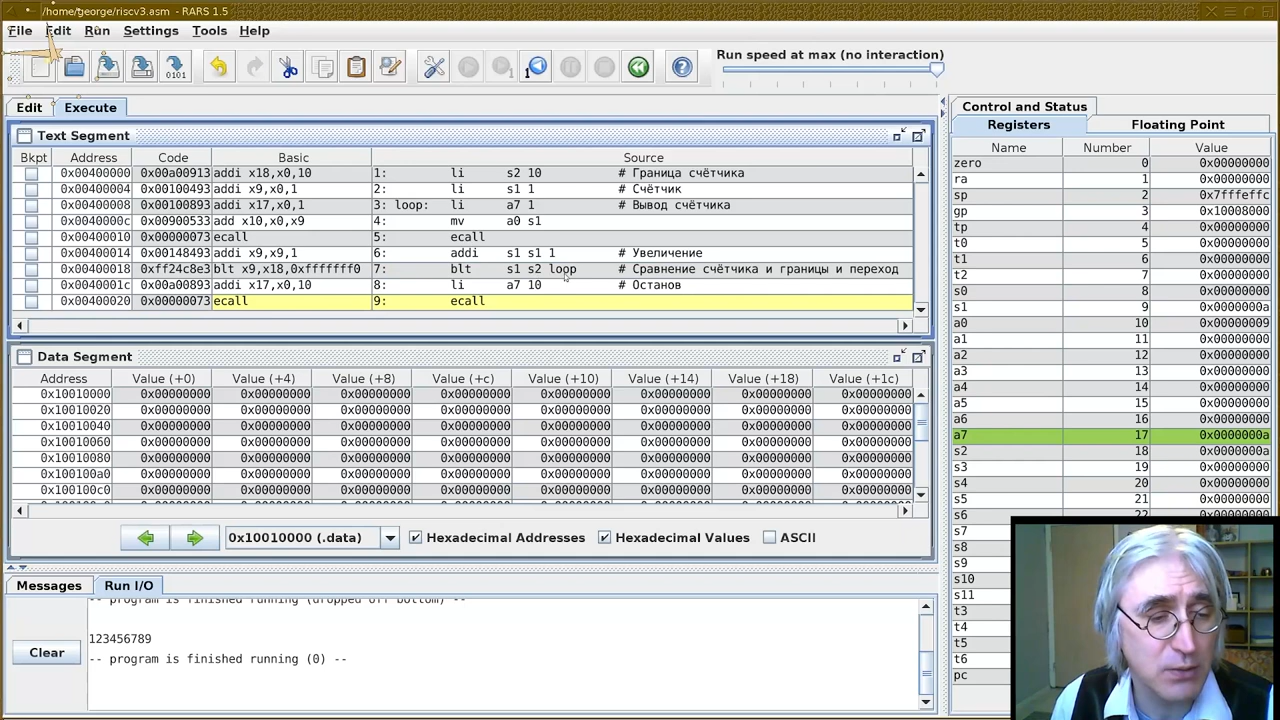 /home/george/riscv3.asm - RARS 1.5
File Edit Run Settings Tools Help
Run speed at max (no interaction)
Edit Execute
Text Segment
Bkpt Address Code Basic Source
0x00400000 0x00a00913 addi x18,x0,10 1: li s2 10 # Граница счётчика
0x00400004 0x00100493 addi x9,x0,1 2: li s1 1 # Счётчик
0x00400008 0x00100893 addi x17,x0,1 3: loop: li a7 1 # Вывод счётчика
0x0040000c 0x00900533 add x10,x0,x9 4: mv a0 s1
0x00400010 0x00000073 ecall 5: ecall
0x00400014 0x00148493 addi x9,x9,1 6: addi s1 s1 1 # Увеличение
0x00400018 0xff24c8e3 blt x9,x18,0xfffffff0 7: blt s1 s2 loop # Сравнение счётчика и границы и переход
0x0040001c 0x00a00893 addi x17,x0,10 8: li a7 10 # Останов
0x00400020 0x00000073 ecall 9: ecall
Data Segment
Address Value (+0) Value (+4) Value (+8) Value (+c) Value (+10) Value (+14) Value (+18) Value (+1c)
0x10010000 0x00000000 0x00000000 0x00000000 0x00000000 0x00000000 0x00000000 0x00000000 0x00000000
0x10010020 0x00000000 0x00000000 0x00000000 0x00000000 0x00000000 0x00000000 0x00000000 0x00000000
0x10010040 0x00000000 0x00000000 0x00000000 0x00000000 0x00000000 0x00000000 0x00000000 0x00000000
0x10010060 0x00000000 0x00000000 0x00000000 0x00000000 0x00000000 0x00000000 0x00000000 0x00000000
0x10010080 0x00000000 0x00000000 0x00000000 0x00000000 0x00000000 0x00000000 0x00000000 0x00000000
0x100100a0 0x00000000 0x00000000 0x00000000 0x00000000 0x00000000 0x00000000 0x00000000 0x00000000
0x100100c0 0x00000000 0x00000000 0x00000000 0x00000000 0x00000000 0x00000000 0x00000000 0x00000000
0x10010000 (.data) Hexadecimal Addresses Hexadecimal Values ASCII
Messages Run I/O
-- program is finished running (dropped off bottom) --
123456789
-- program is finished running (0) --
Clear
Control and Status
Registers Floating Point
Name Number Value
zero 0 0x00000000
ra 1 0x00000000
sp 2 0x7fffeffc
gp 3 0x10008000
tp 4 0x00000000
t0 5 0x00000000
t1 6 0x00000000
t2 7 0x00000000
s0 8 0x00000000
s1 9 0x0000000a
a0 10 0x00000009
a1 11 0x00000000
a2 12 0x00000000
a3 13 0x00000000
a4 14 0x00000000
a5 15 0x00000000
a6 16 0x00000000
a7 17 0x0000000a
s2 18 0x0000000a
s3 19 0x00000000
s4 20 0x00000000
s5 21 0x00000000
s6 22 0x00000000
s7
s8
s9
s10
s11
t3
t4
t5
t6
pc